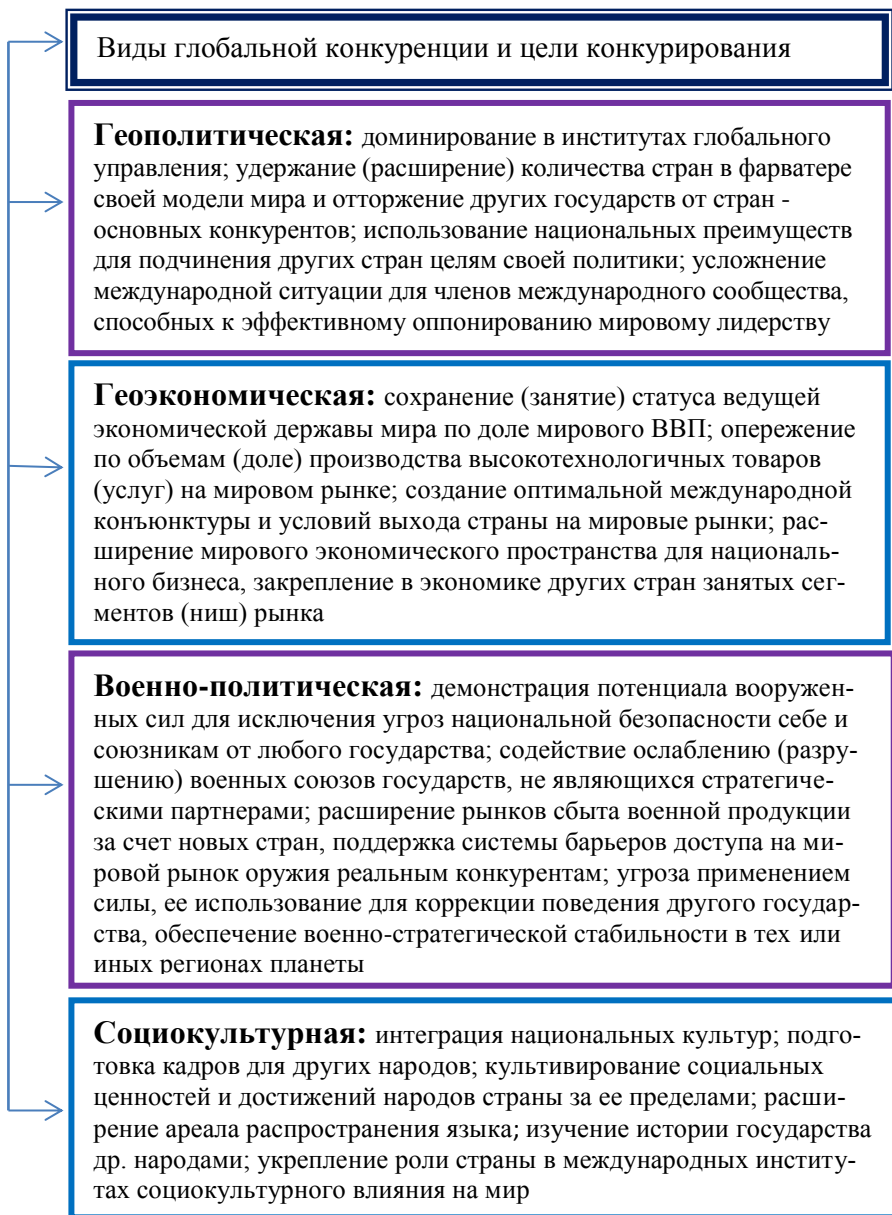 Виды глобальной конкуренции и цели конкурирования
Геополитическая: доминирование в институтах глобального
управления; удержание (расширение) количества стран в фарватере
своей модели мира и отторжение других государств от стран -
основных конкурентов; использование национальных преимуществ
для подчинения других стран целям своей политики; усложнение
международной ситуации для членов международного сообщества,
способных к эффективному оппонированию мировому лидерству
Геоэкономическая: сохранение (занятие) статуса ведущей
экономической державы мира по доле мирового ВВП; опережение
по объемам (доле) производства высокотехнологичных товаров
(услуг) на мировом рынке; создание оптимальной международной
конъюнктуры и условий выхода страны на мировые рынки; рас-
ширение мирового экономического пространства для националь-
ного бизнеса, закрепление в экономике других стран занятых сег-
ментов (ниш) рынка
Военно-политическая: демонстрация потенциала вооружен-
ных сил для исключения угроз национальной безопасности себе и
союзникам от любого государства; содействие ослаблению (разру-
шению) военных союзов государств, не являющихся стратегиче-
скими партнерами; расширение рынков сбыта военной продукции
за счет новых стран, поддержка системы барьеров доступа на ми-
ровой рынок оружия реальным конкурентам; угроза применением
силы, ее использование для коррекции поведения другого государ-
ства, обеспечение военно-стратегической стабильности в тех или
иных регионах планеты
Социокультурная: интеграция национальных культур; подго-
товка кадров для других народов; культивирование социальных
ценностей и достижений народов страны за ее пределами; расши-
рение ареала распространения языка; изучение истории государства
др. народами; укрепление роли страны в международных институ-
тах социокультурного влияния на мир